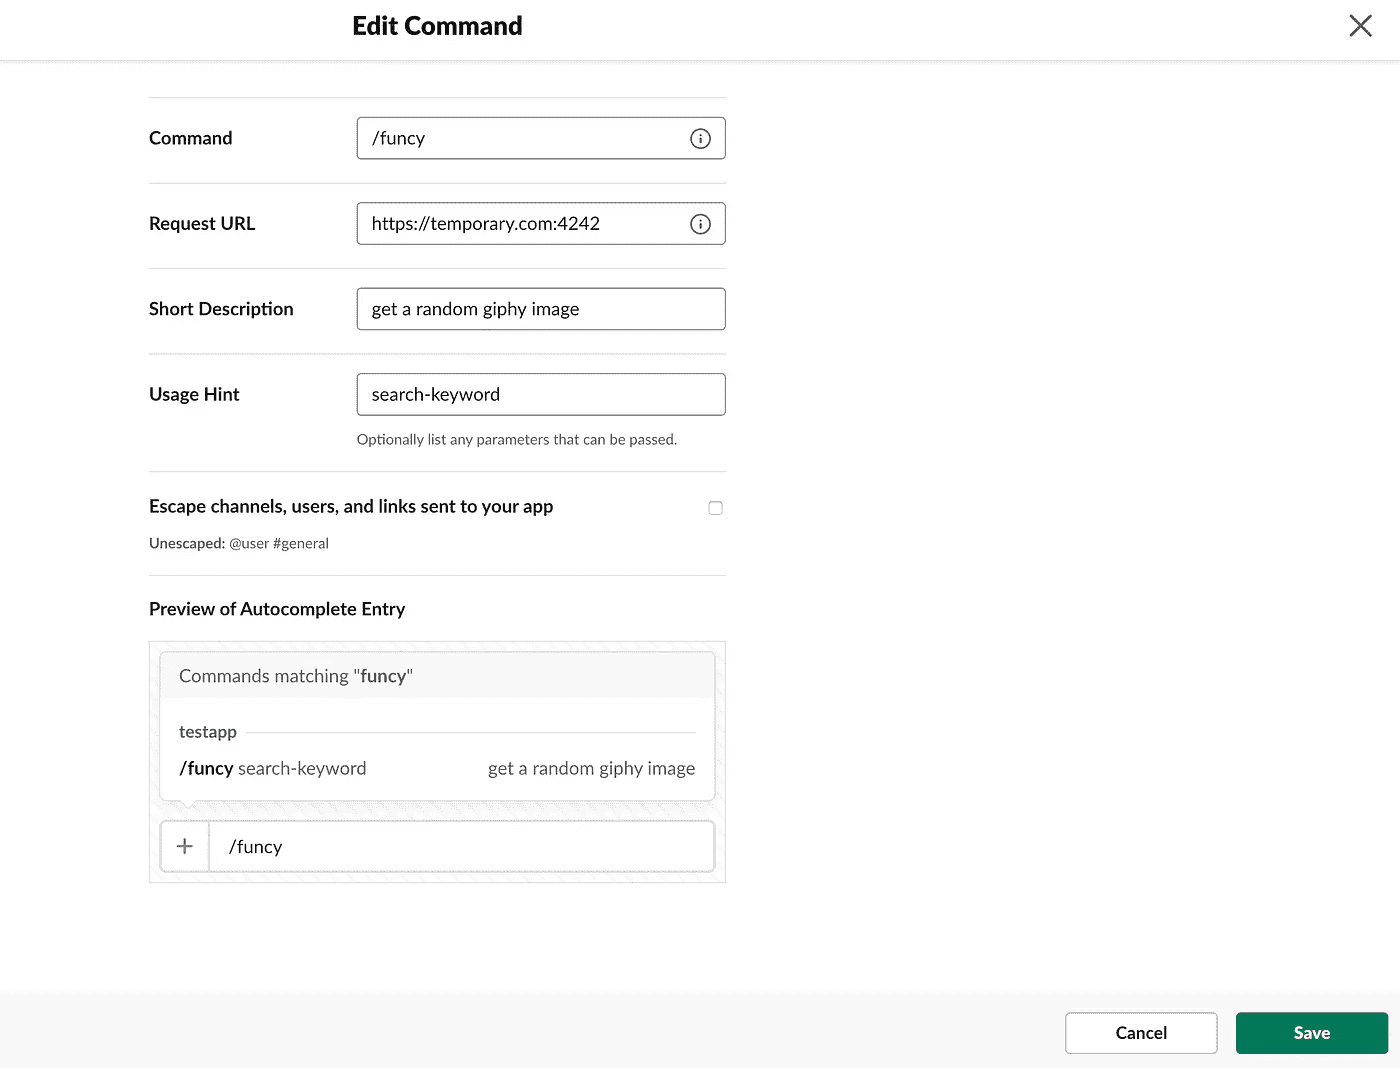 Edit Command
Command
/funcy
Request URL
https://temporary.com:4242
Short Description
get a random giphy image
Usage Hint
search-keyword
Optionally list any parameters that can be passed.
Escape channels, users, and links sent to your app
Unescaped: @user #general
Preview of Autocomplete Entry
Commands matching "funcy"
testapp
/funcy search-keyword get a random giphy image
/funcy
Cancel
Save